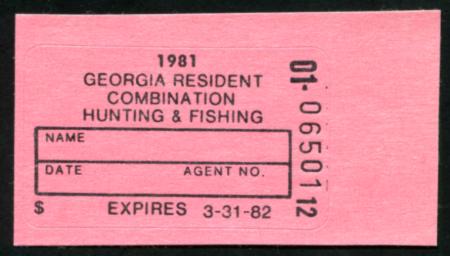 1981
GEORGIA RESIDENT
COMBINATION
HUNTING & FISHING
NAME
DATE AGENT NO.
$ EXPIRES 3-31-82
01-0650112